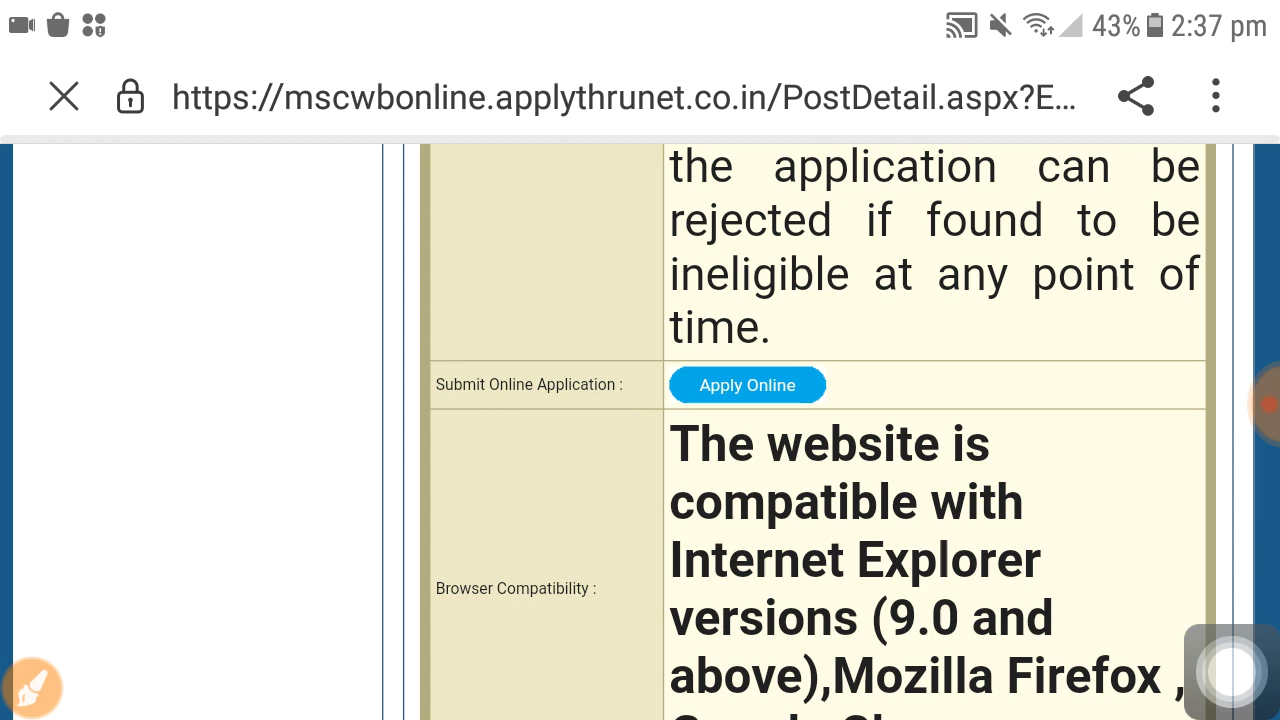 43% 2:37 pm
https://mscwbonline.applythrunet.co.in/PostDetail.aspx?E...
the application can be
rejected if found to be
ineligible at any point of
time.
Submit Online Application :
Apply Online
Browser Compatibility :
The website is
compatible with
Internet Explorer
versions (9.0 and
above),Mozilla Firefox ,